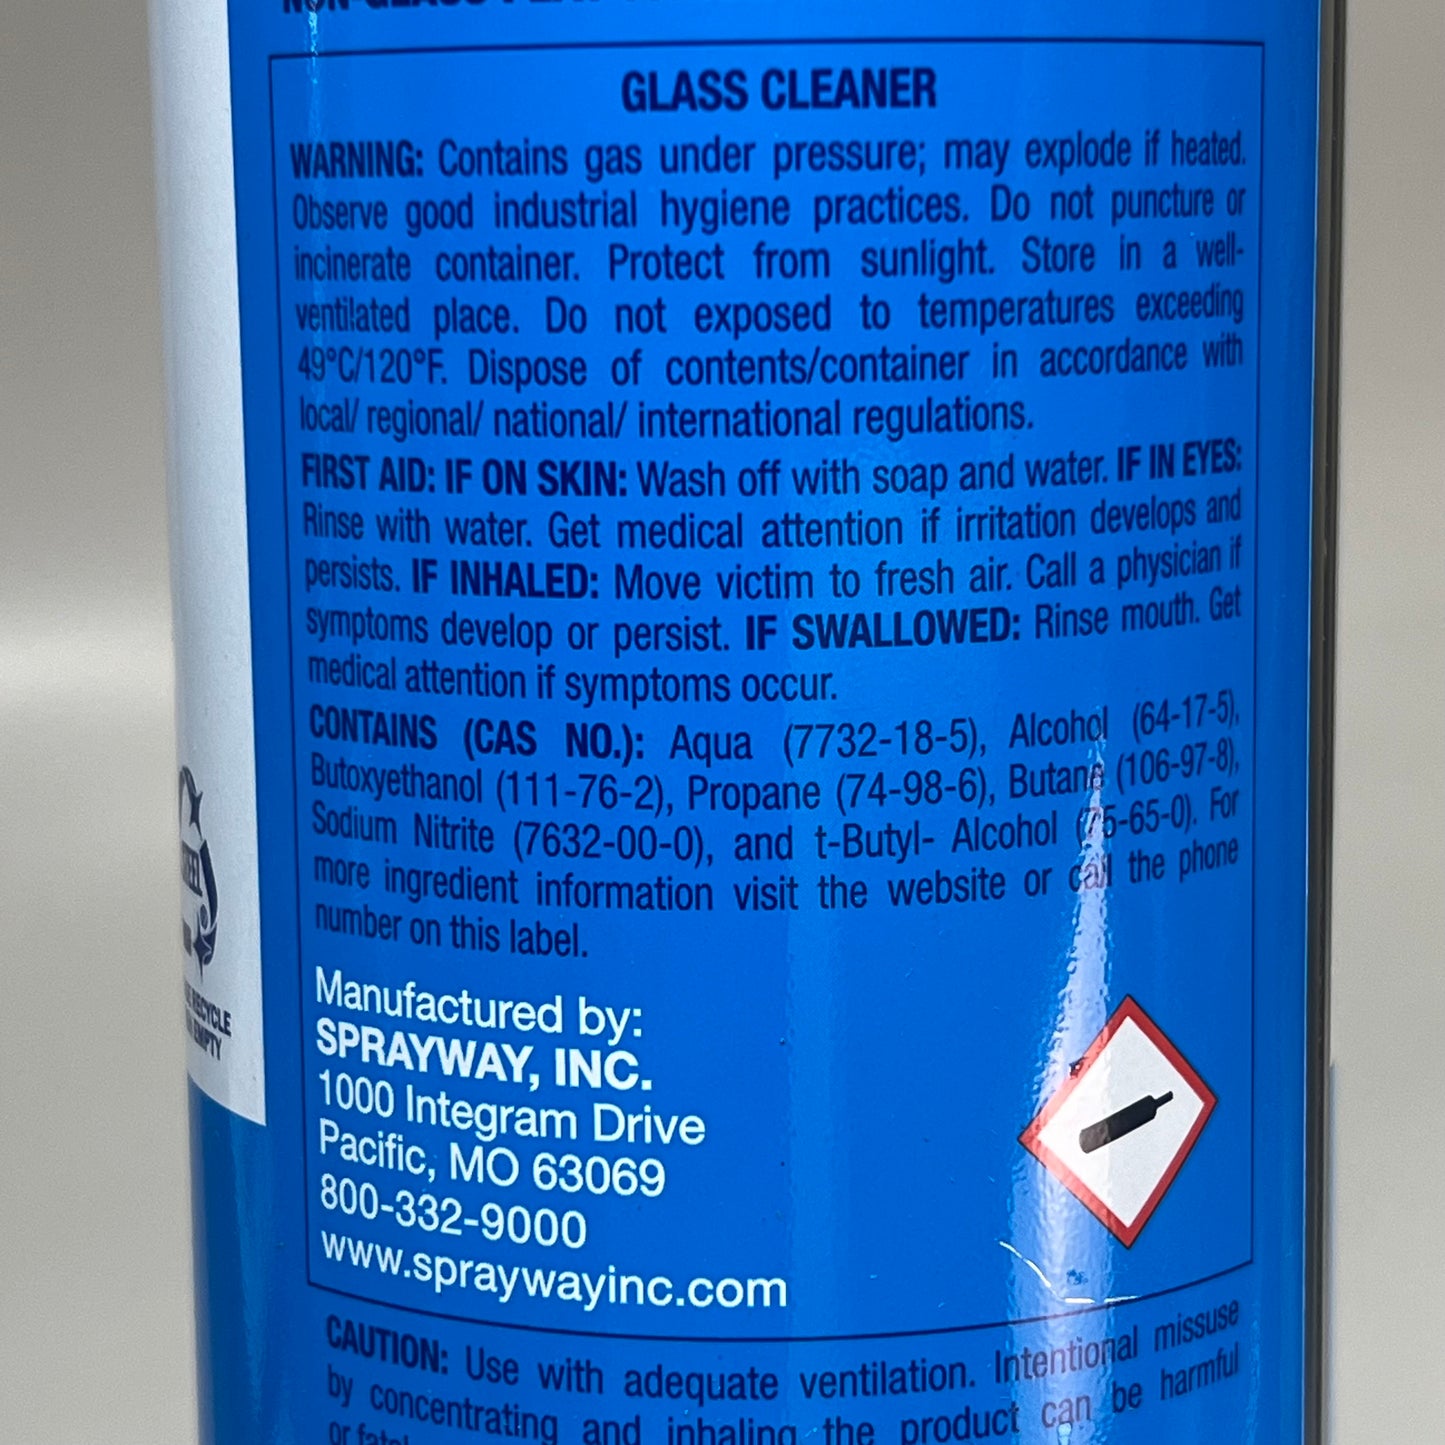 GLASS CLEANER
WARNING: Contains gas under pressure; may explode if heated.
Observe good industrial hygiene practices. Do not puncture or
incinerate container. Protect from sunlight. Store in a well-
ventilated place. Do not exposed to temperatures exceeding
49°C/120°F. Dispose of contents/container in accordance with
local/ regional/ national/ international regulations.
FIRST AID: IF ON SKIN: Wash off with soap and water. IF IN EYES:
Rinse with water. Get medical attention if irritation develops and
persists. IF INHALED: Move victim to fresh air. Call a physician if
symptoms develop or persist. IF SWALLOWED: Rinse mouth. Get
medical attention if symptoms occur.
CONTAINS (CAS NO.): Aqua (7732-18-5), Alcohol (64-17-5),
Butoxyethanol (111-76-2), Propane (74-98-6), Butane (106-97-8),
Sodium Nitrite (7632-00-0), and t-Butyl- Alcohol (75-65-0). For
more ingredient information visit the website or call the phone
number on this label.
Manufactured by:
SPRAYWAY, INC.
1000 Integram Drive
Pacific, MO 63069
800-332-9000
www.spraywayinc.com
CAUTION: Use with adequate ventilation. Intentional missuse
by concentrating and inhaling the product can be harmful
or
STEEL
®
RECYCLE
EMPTY